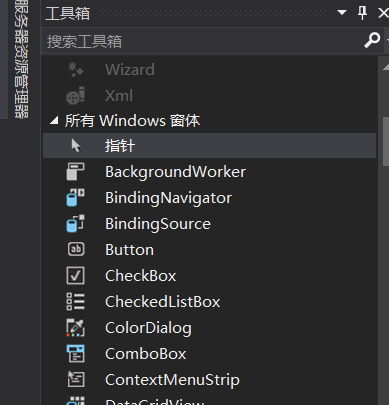 服务器资源管理器
工具箱
搜索工具箱
Wizard
Xml
所有 Windows 窗体
指针
BackgroundWorker
BindingNavigator
BindingSource
Button
CheckBox
CheckedListBox
ColorDialog
ComboBox
ContextMenuStrip
DataGridView